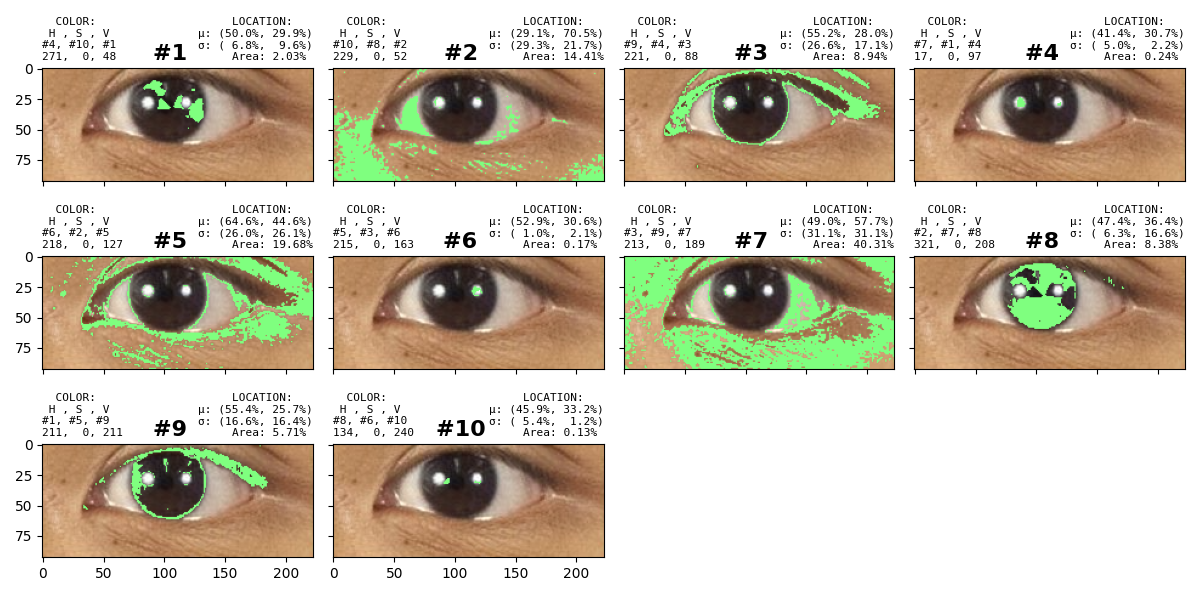 COLOR: LOCATION:
H , S , V μ: (50.0%, 29.9%)
#4, #10, #1 σ: ( 6.8%, 9.6%)
271, 0, 48 #1 Area: 2.03%
COLOR: LOCATION:
H , S , V μ: (29.1%, 70.5%)
#10, #8, #2 σ: (29.3%, 21.7%)
229, 0, 52 #2 Area: 14.41%
COLOR: LOCATION:
H , S , V μ: (55.2%, 28.0%)
#9, #4, #3 σ: (26.6%, 17.1%)
221, 0, 88 #3 Area: 8.94%
COLOR: LOCATION:
H , S , V μ: (41.4%, 30.7%)
#7, #1, #4 σ: ( 5.0%, 2.2%)
17, 0, 97 #4 Area: 0.24%
0
25
50
75
COLOR: LOCATION:
H , S , V μ: (64.6%, 44.6%)
#6, #2, #5 σ: (26.0%, 26.1%)
218, 0, 127 #5 Area: 19.68%
COLOR: LOCATION:
H , S , V μ: (52.9%, 30.6%)
#5, #3, #6 σ: ( 1.0%, 2.1%)
215, 0, 163 #6 Area: 0.17%
COLOR: LOCATION:
H , S , V μ: (49.0%, 57.7%)
#3, #9, #7 σ: (31.1%, 31.1%)
213, 0, 189 #7 Area: 40.31%
COLOR: LOCATION:
H , S , V μ: (47.4%, 36.4%)
#2, #7, #8 σ: ( 6.3%, 16.6%)
321, 0, 208 #8 Area: 8.38%
0
25
50
75
COLOR: LOCATION:
H , S , V μ: (55.4%, 25.7%)
#1, #5, #9 σ: (16.6%, 16.4%)
211, 0, 211 #9 Area: 5.71%
COLOR: LOCATION:
H , S , V μ: (45.9%, 33.2%)
#8, #6, #10 σ: ( 5.4%, 1.2%)
134, 0, 240 #10 Area: 0.13%
0
25
50
75
0 50 100 150 200
0 50 100 150 200